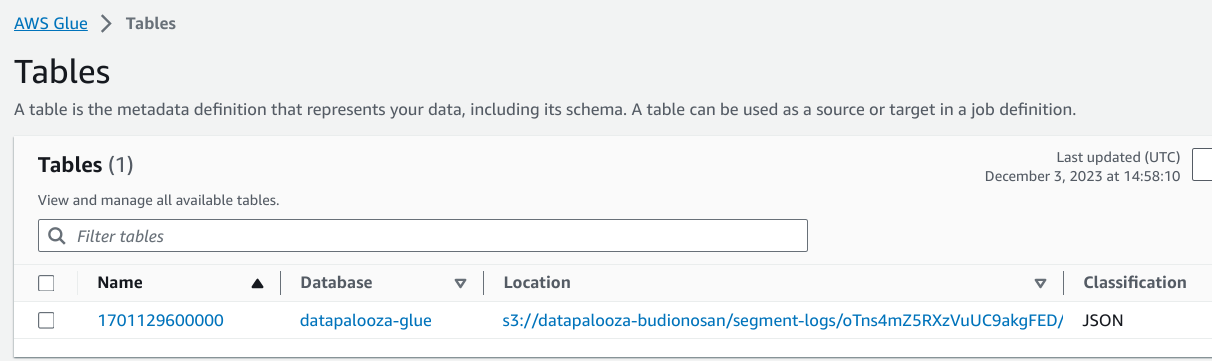 AWS Glue > Tables
Tables
A table is the metadata definition that represents your data, including its schema. A table can be used as a source or target in a job definition.
Tables (1)
Last updated (UTC)
December 3, 2023 at 14:58:10
View and manage all available tables.
Filter tables
Name Database Location Classification
1701129600000 datapalooza-glue s3://datapalooza-budionosan/segment-logs/oTns4mZ5RXzVuUC9akgFED/ JSON